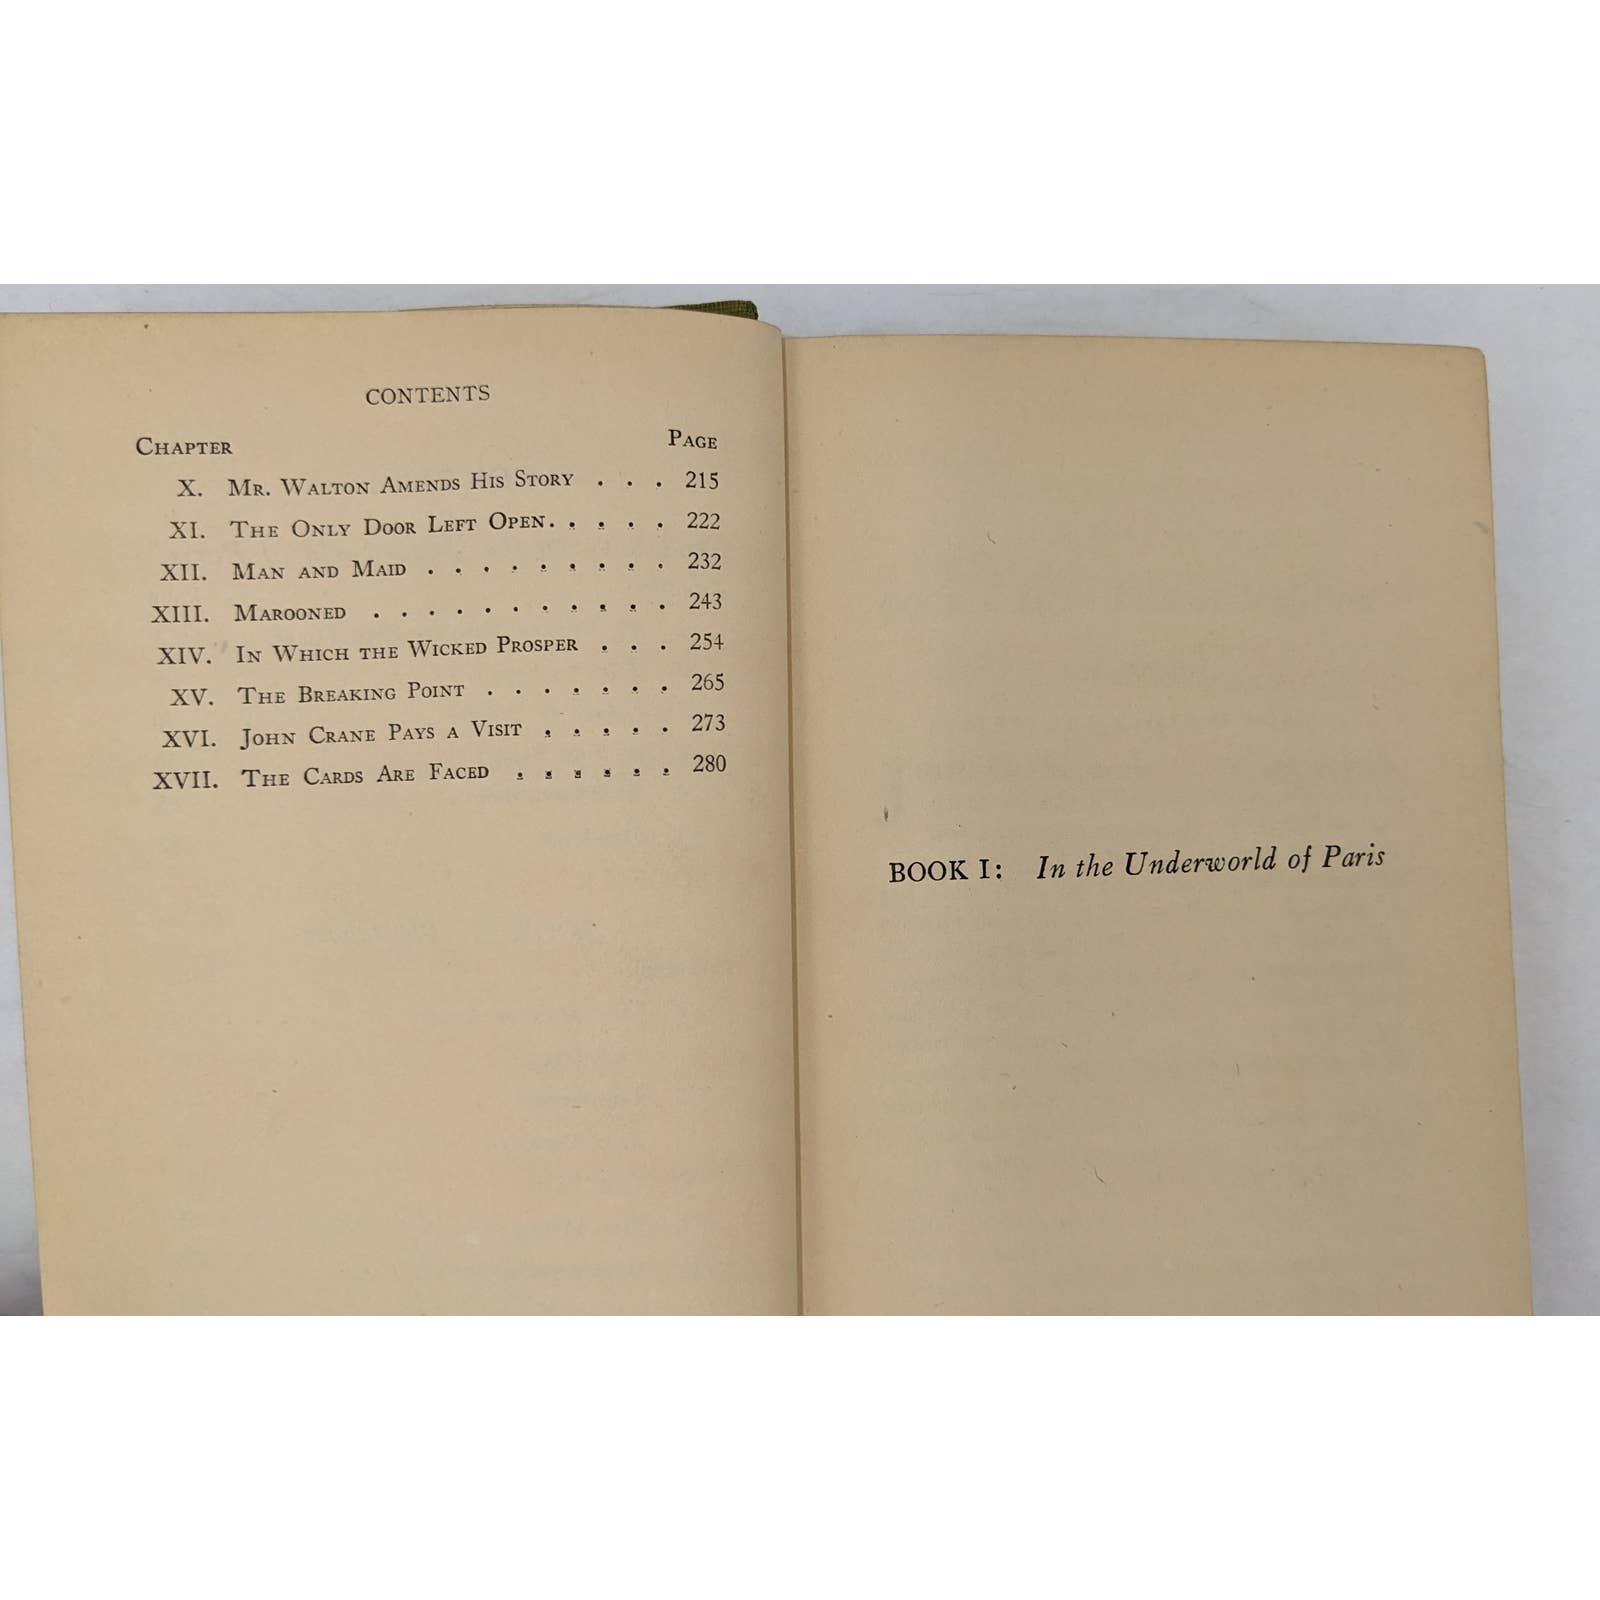 CONTENTS
CHAPTER PAGE
X. MR. WALTON AMENDS HIS STORY . . . 215
XI. THE ONLY DOOR LEFT OPEN. . . . . 222
XII. MAN AND MAID . . . . . . . . . 232
XIII. MAROONED . . . . . . . . . . . 243
XIV. IN WHICH THE WICKED PROSPER . . . 254
XV. THE BREAKING POINT . . . . . . . 265
XVI. JOHN CRANE PAYS A VISIT . . . . . 273
XVII. THE CARDS ARE FACED . . . . . . 280
BOOK I: In the Underworld of Paris